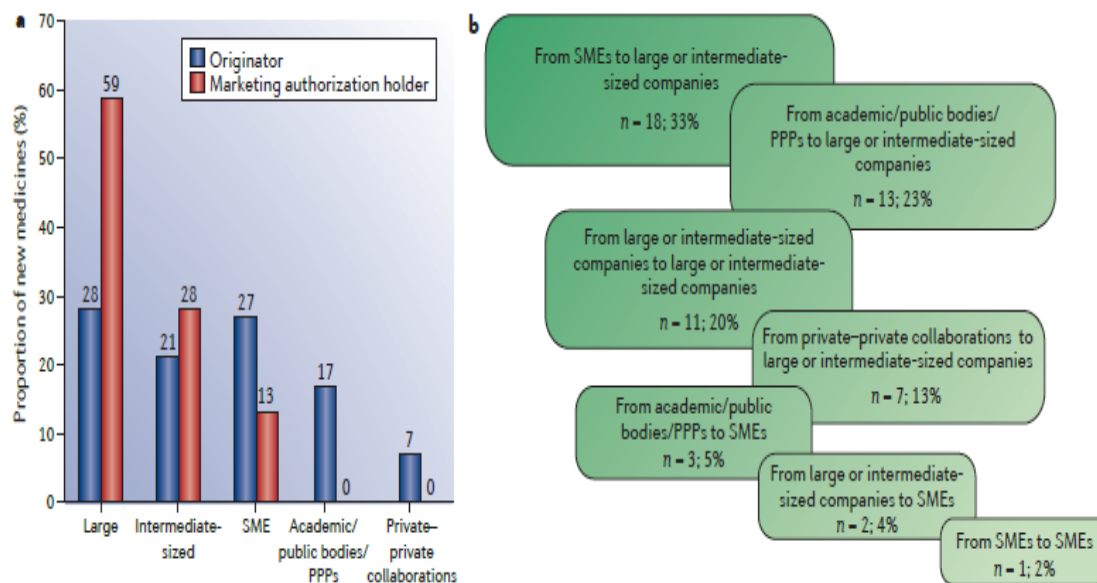 a
70
60
50
40
30
20
10
0
Proportion of new medicines (%)
Originator
Marketing authorization holder
28
59
21
28
27
13
17
0
7
0
Large
Intermediate-
sized
SME
Academic/
public bodies/
PPPs
Private–
private
collaborations
b
From SMEs to large or intermediate-
sized companies
n = 18; 33%
From academic/public bodies/
PPPs to large or intermediate-sized
companies
n = 13; 23%
From large or intermediate-sized
companies to large or intermediate-
sized companies
n = 11; 20%
From private–private collaborations to
large or intermediate-sized companies
n = 7; 13%
From academic/public
bodies/PPPs to SMEs
n = 3; 5%
From large or intermediate-
sized companies to SMEs
n = 2; 4%
From SMEs to SMEs
n = 1; 2%